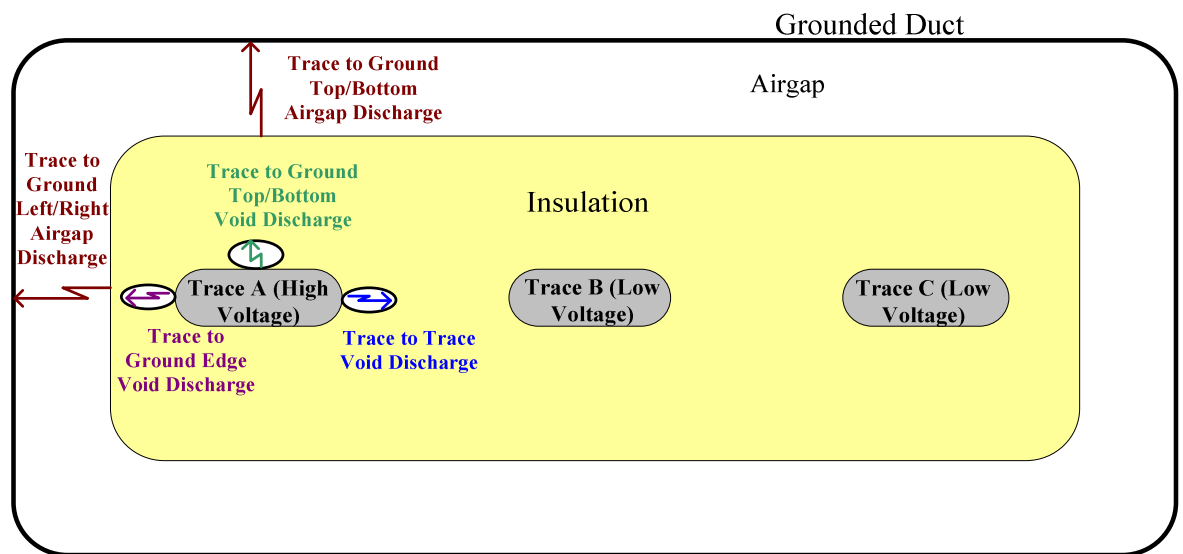 Grounded Duct
Trace to Ground
Top/Bottom
Airgap Discharge
Airgap
Trace to
Ground
Left/Right
Airgap
Discharge
Trace to Ground
Top/Bottom
Void Discharge
Insulation
Trace A (High
Voltage)
Trace B (Low
Voltage)
Trace C (Low
Voltage)
Trace to
Ground Edge
Void Discharge
Trace to Trace
Void Discharge